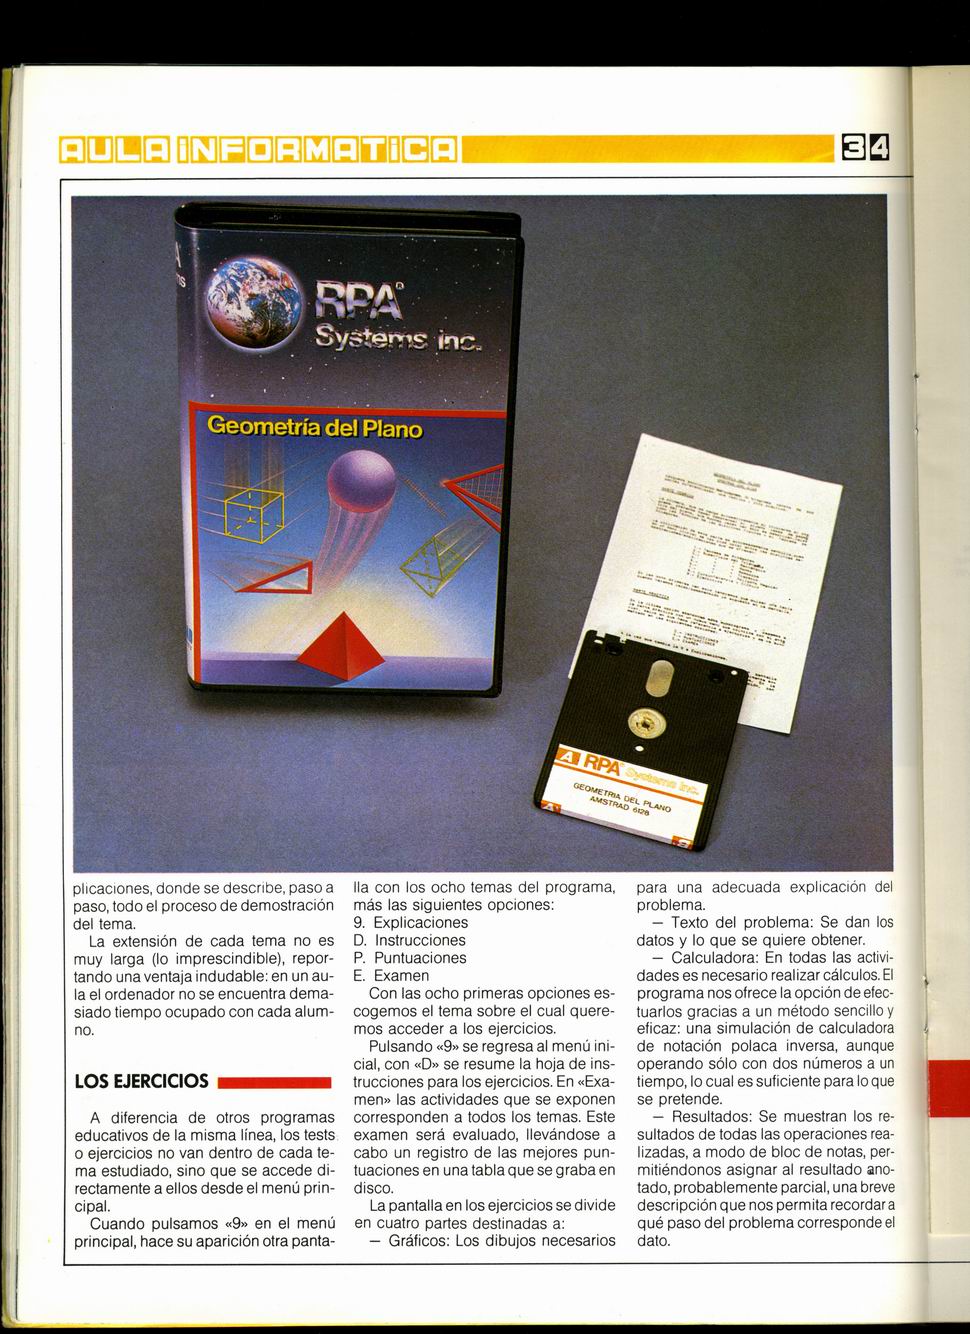 AULA INFORMATICA
34
RPA®
Systems inc.
Geometría del Plano
GEOMETRIA DEL PLANO
A RPA® Systems inc.
GEOMETRIA DEL PLANO
AMSTRAD 6128
plicaciones, donde se describe, paso a
paso, todo el proceso de demostración
del tema.
La extensión de cada tema no es
muy larga (lo imprescindible), repor-
tando una ventaja indudable: en un au-
la el ordenador no se encuentra dema-
siado tiempo ocupado con cada alum-
no.
LOS EJERCICIOS
A diferencia de otros programas
educativos de la misma línea, los tests
o ejercicios no van dentro de cada te-
ma estudiado, sino que se accede di-
rectamente a ellos desde el menú prin-
cipal.
Cuando pulsamos «9» en el menú
principal, hace su aparición otra panta-
lla con los ocho temas del programa,
más las siguientes opciones:
9. Explicaciones
D. Instrucciones
P. Puntuaciones
E. Examen
Con las ocho primeras opciones es-
cogemos el tema sobre el cual quere-
mos acceder a los ejercicios.
Pulsando «9» se regresa al menú ini-
cial, con «D» se resume la hoja de ins-
trucciones para los ejercicios. En «Exa-
men» las actividades que se exponen
corresponden a todos los temas. Este
examen será evaluado, llevándose a
cabo un registro de las mejores pun-
tuaciones en una tabla que se graba en
disco.
La pantalla en los ejercicios se divide
en cuatro partes destinadas a:
— Gráficos: Los dibujos necesarios
para una adecuada explicación del
problema.
— Texto del problema: Se dan los
datos y lo que se quiere obtener.
— Calculadora: En todas las activi-
dades es necesario realizar cálculos. El
programa nos ofrece la opción de efec-
tuarlos gracias a un método sencillo y
eficaz: una simulación de calculadora
de notación polaca inversa, aunque
operando sólo con dos números a un
tiempo, lo cual es suficiente para lo que
se pretende.
— Resultados: Se muestran los re-
sultados de todas las operaciones rea-
lizadas, a modo de bloc de notas, per-
mitiéndonos asignar al resultado ano-
tado, probablemente parcial, una breve
descripción que nos permita recordar a
qué paso del problema corresponde el
dato.